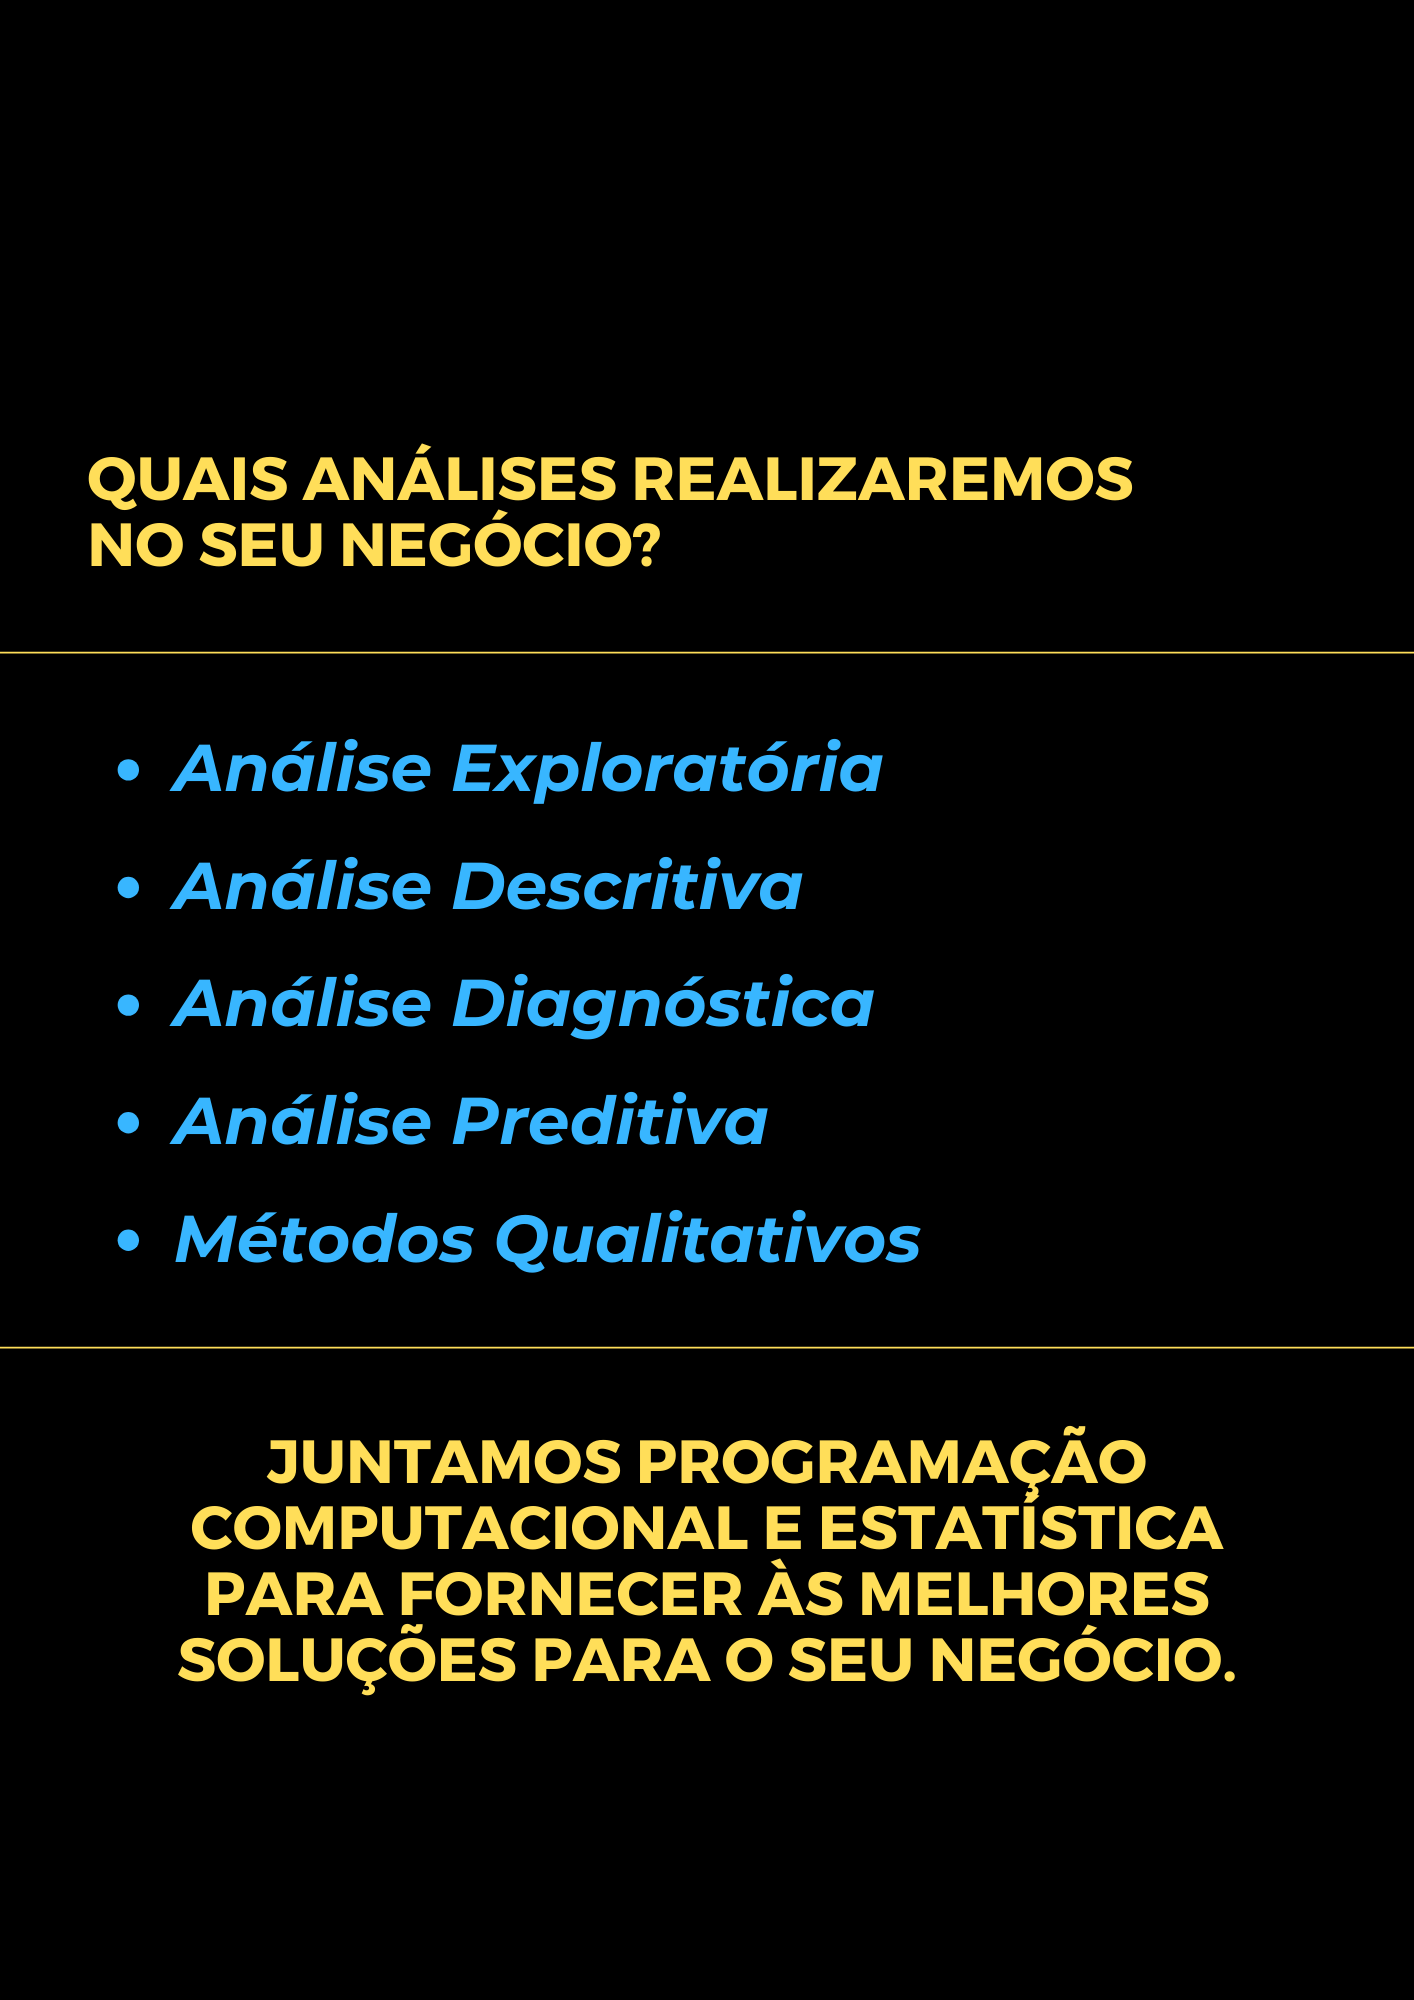 QUAIS ANÁLISES REALIZAREMOS
NO SEU NEGÓCIO?
• Análise Exploratória
• Análise Descritiva
• Análise Diagnóstica
• Análise Preditiva
• Métodos Qualitativos
JUNTAMOS PROGRAMAÇÃO
COMPUTACIONAL E ESTATÍSTICA
PARA FORNECER ÀS MELHORES
SOLUÇÕES PARA O SEU NEGÓCIO.